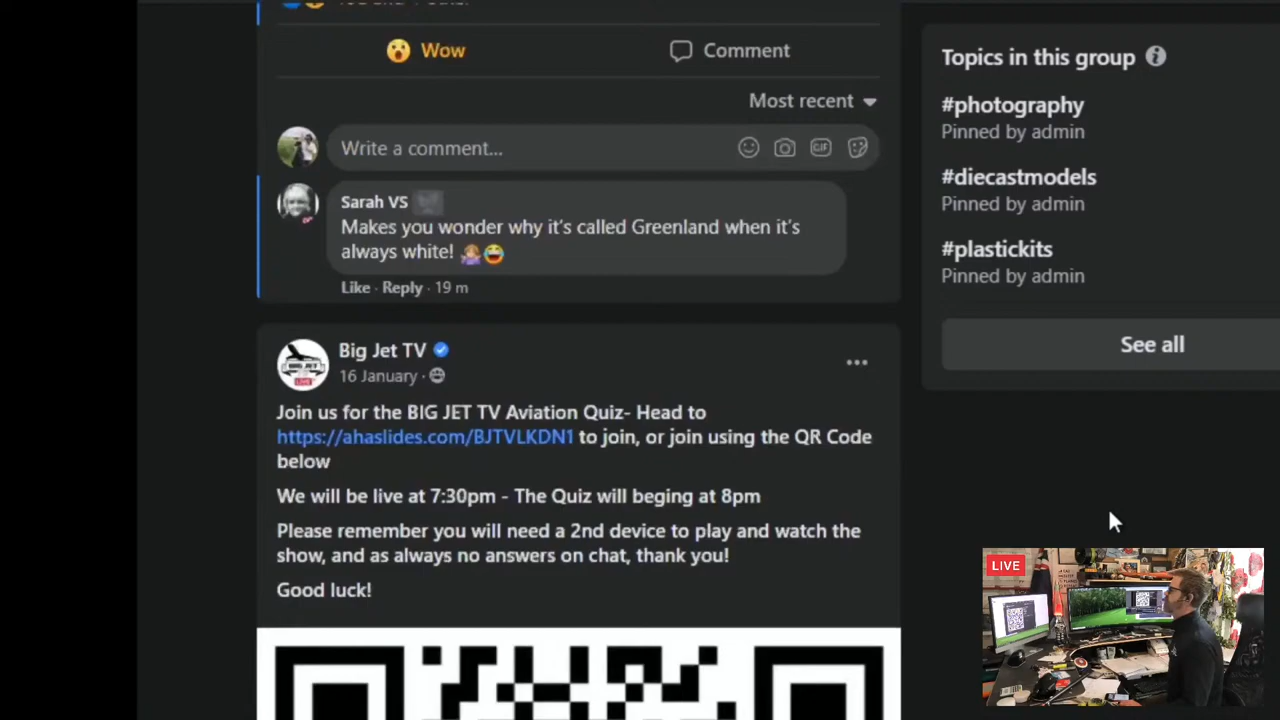 Wow
Comment
Most recent
Write a comment...
GIF
Sarah VS
Makes you wonder why it's called Greenland when it's
always white!
Like · Reply · 19 m
Big Jet TV
16 January ·
Join us for the BIG JET TV Aviation Quiz- Head to
https://ahaslides.com/BJTVLKDN1 to join, or join using the QR Code
below
We will be live at 7:30pm - The Quiz will beging at 8pm
Please remember you will need a 2nd device to play and watch the
show, and as always no answers on chat, thank you!
Good luck!
Topics in this group
#photography
Pinned by admin
#diecastmodels
Pinned by admin
#plastickits
Pinned by admin
See all
LIVE